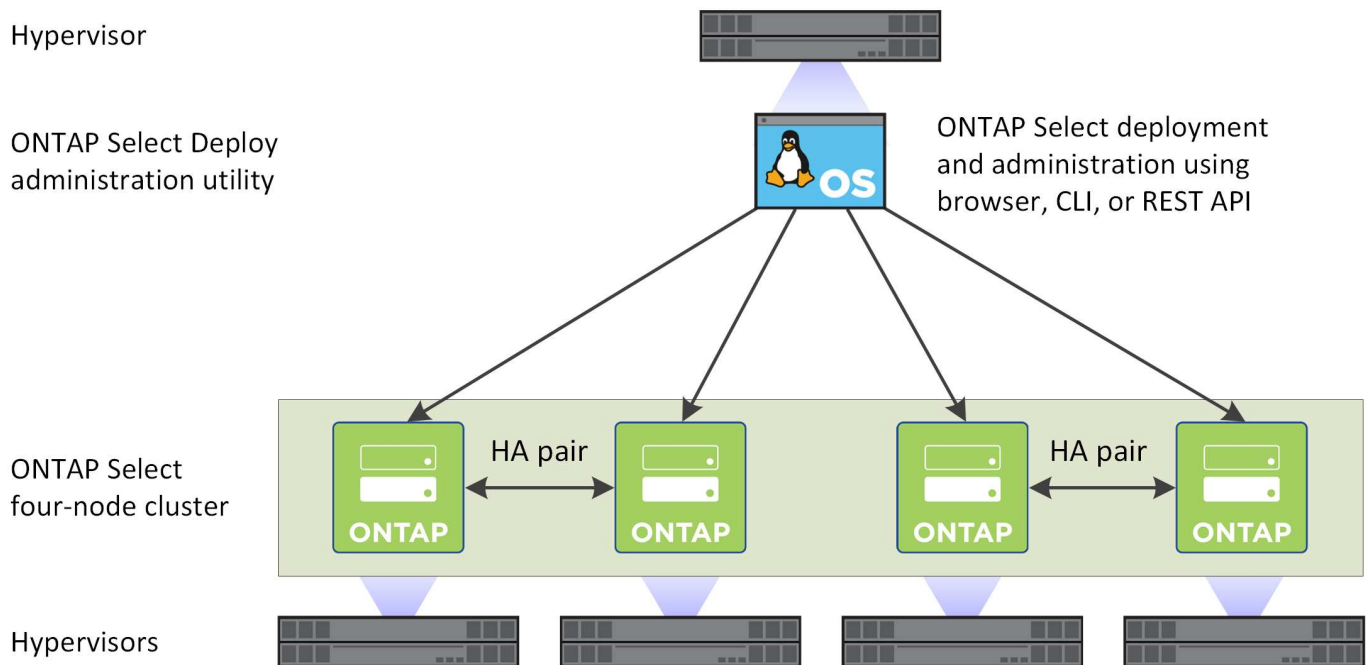 Hypervisor
ONTAP Select Deploy
administration utility
OS
ONTAP Select deployment
and administration using
browser, CLI, or REST API
ONTAP Select
four-node cluster
HA pair
HA pair
ONTAP
ONTAP
ONTAP
ONTAP
Hypervisors